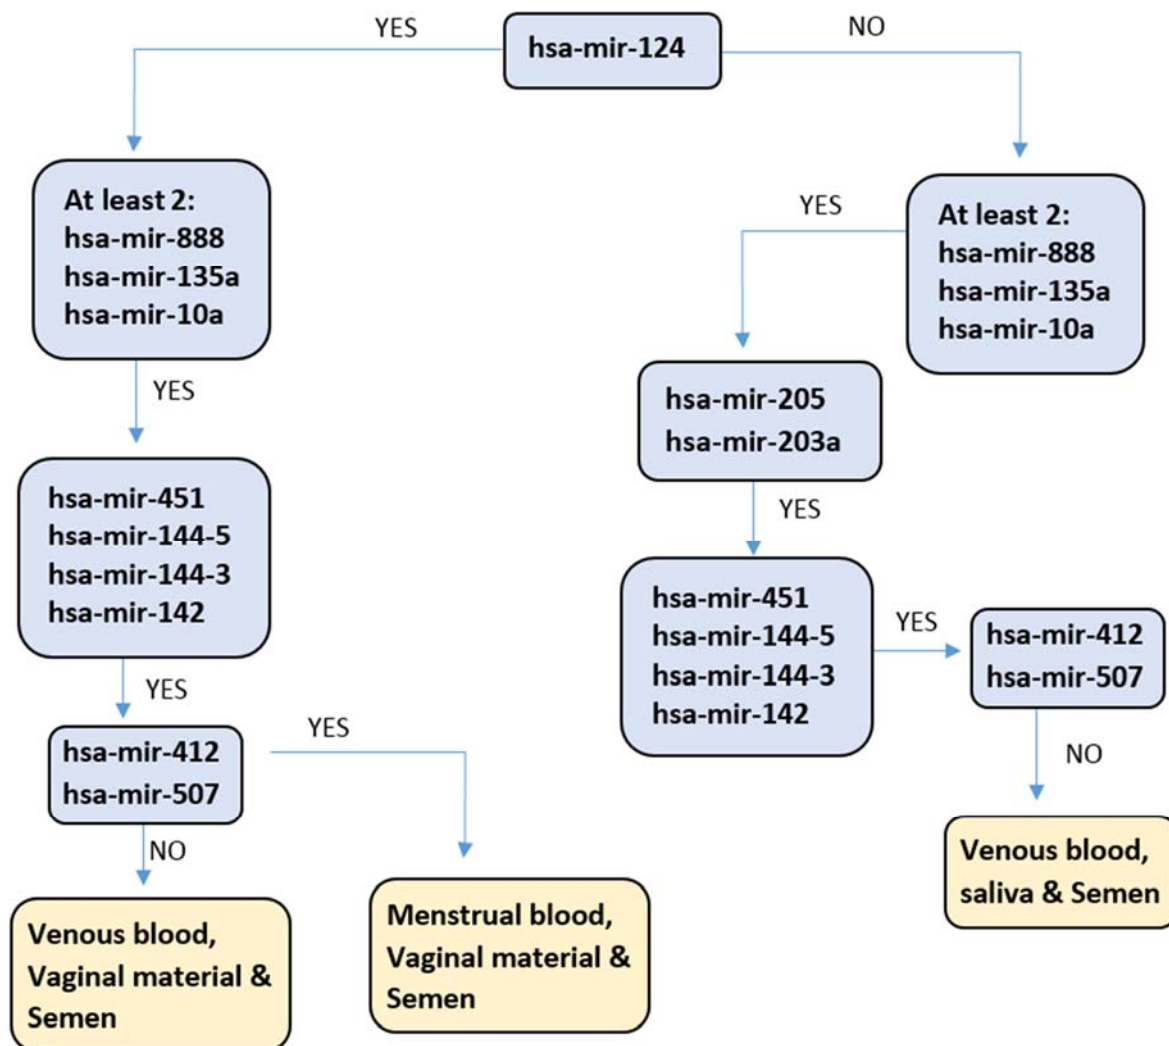 YES
hsa-mir-124
NO
At least 2:
hsa-mir-888
hsa-mir-135a
hsa-mir-10a
YES
hsa-mir-451
hsa-mir-144-5
hsa-mir-144-3
hsa-mir-142
YES
hsa-mir-412
hsa-mir-507
YES
NO
Venous blood,
Vaginal material &
Semen
Menstrual blood,
Vaginal material &
Semen
At least 2:
hsa-mir-888
hsa-mir-135a
hsa-mir-10a
YES
hsa-mir-205
hsa-mir-203a
YES
hsa-mir-451
hsa-mir-144-5
hsa-mir-144-3
hsa-mir-142
YES
hsa-mir-412
hsa-mir-507
NO
Venous blood,
saliva & Semen